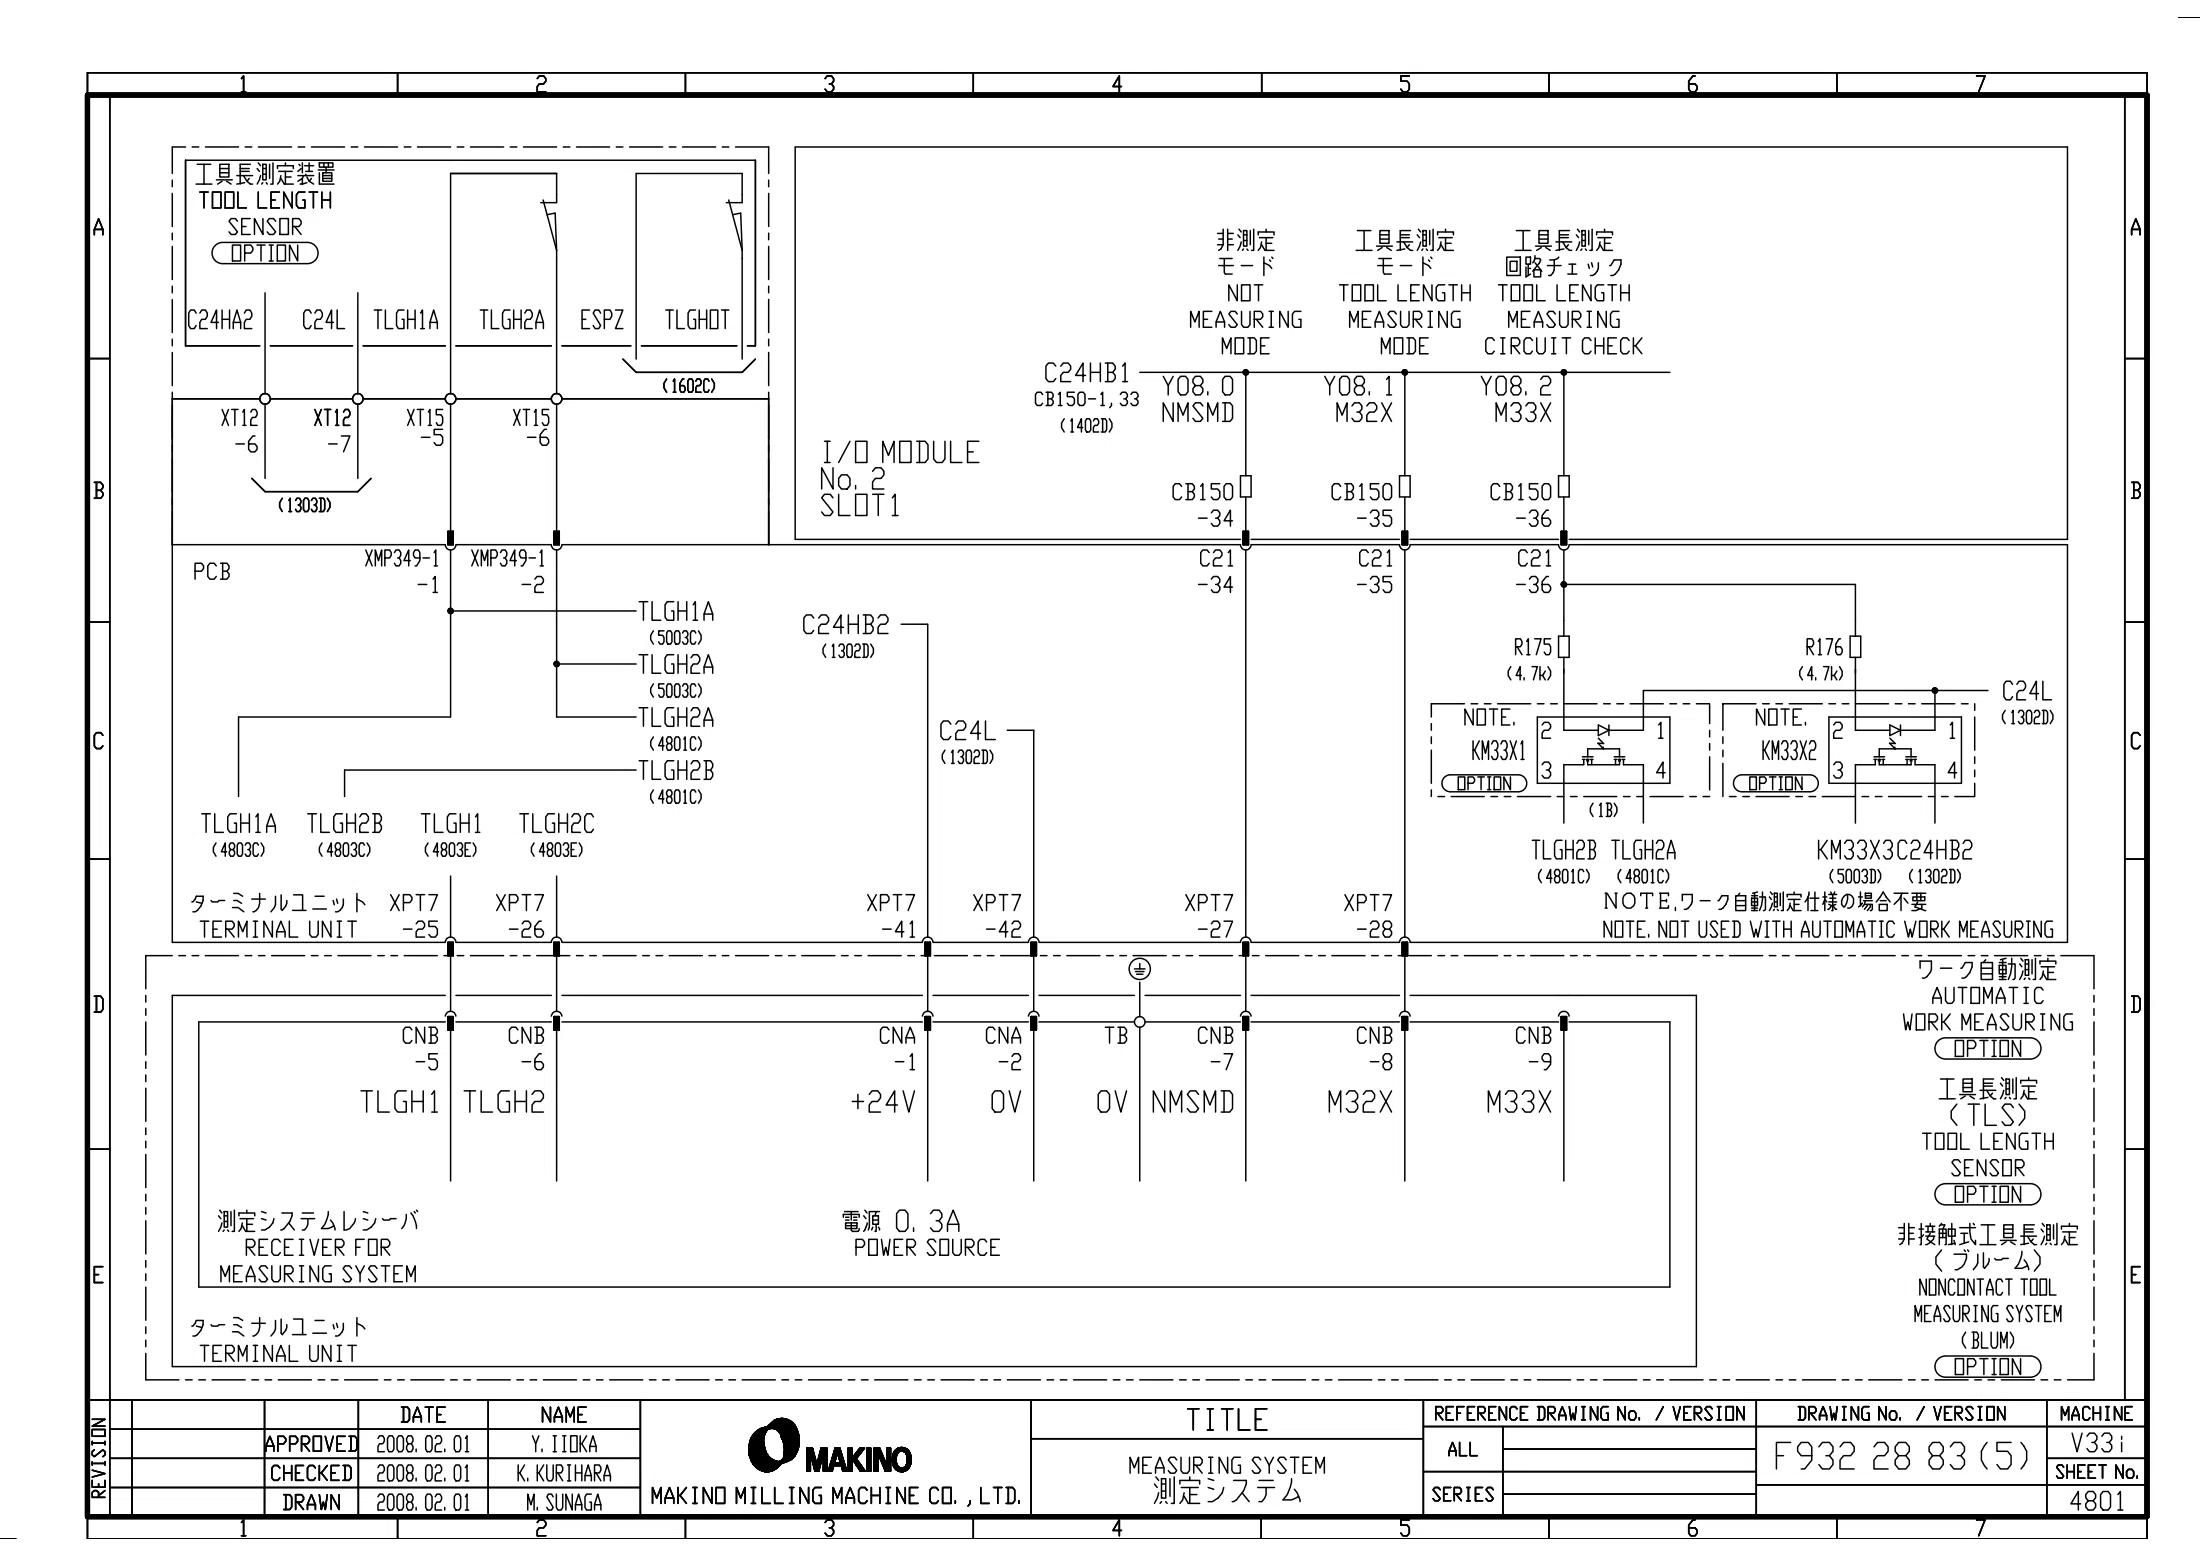 1 2 3 4 5 6 7
A
B
C
D
E
工具長測定装置
TOOL LENGTH
SENSOR
OPTION
C24HA2 C24L TLGH1A TLGH2A ESPZ TLGHOT
(1602C)
XT12
-6
XT12
-7
XT15
-5
XT15
-6
(1303D)
非測定
モード
NOT
MEASURING
MODE
工具長測定
モード
TOOL LENGTH
MEASURING
MODE
工具長測定
回路チェック
TOOL LENGTH
MEASURING
CIRCUIT CHECK
C24HB1
CB150-1,33
(1402D)
Y08.0
NMSMD
Y08.1
M32X
Y08.2
M33X
I/O MODULE
No.2
SLOT1
CB150
-34
CB150
-35
CB150
-36
PCB
XMP349-1
-1
XMP349-1
-2
C21
-34
C21
-35
C21
-36
TLGH1A
(5003C)
TLGH2A
(5003C)
TLGH2A
(4801C)
TLGH2B
(4801C)
C24HB2
(1302D)
C24L
(1302D)
R175
(4.7k)
R176
(4.7k)
C24L
(1302D)
NOTE.
KM33X1
OPTION
2 1
3 4
(1B)
NOTE.
KM33X2
OPTION
2 1
3 4
TLGH1A
(4803C)
TLGH2B
(4803C)
TLGH1
(4803E)
TLGH2C
(4803E)
TLGH2B
(4801C)
TLGH2A
(4801C)
KM33X3
(5003D)
C24HB2
(1302D)
NOTE.ワーク自動測定仕様の場合不要
NOTE. NOT USED WITH AUTOMATIC WORK MEASURING
ターミナルユニット
TERMINAL UNIT
XPT7
-25
XPT7
-26
XPT7
-41
XPT7
-42
XPT7
-27
XPT7
-28
CNB
-5
TLGH1
CNB
-6
TLGH2
CNA
-1
+24V
CNA
-2
0V
TB
0V
CNB
-7
NMSMD
CNB
-8
M32X
CNB
-9
M33X
測定システムレシーバ
RECEIVER FOR
MEASURING SYSTEM
電源 0.3A
POWER SOURCE
ターミナルユニット
TERMINAL UNIT
ワーク自動測定
AUTOMATIC
WORK MEASURING
OPTION
工具長測定
(TLS)
TOOL LENGTH
SENSOR
OPTION
非接触式工具長測定
(ブルーム)
NONCONTACT TOOL
MEASURING SYSTEM
(BLUM)
OPTION
A
B
C
D
E
REVISION
DATE NAME
APPROVED 2008.02.01 Y. IIOKA
CHECKED 2008.02.01 K. KURIHARA
DRAWN 2008.02.01 M. SUNAGA
MAKINO
MAKINO MILLING MACHINE CO.,LTD.
TITLE
MEASURING SYSTEM
測定システム
REFERENCE DRAWING No. / VERSION
ALL
SERIES
DRAWING No. / VERSION
F932 28 83(5)
MACHINE
V33i
SHEET No.
4801
1 2 3 4 5 6 7